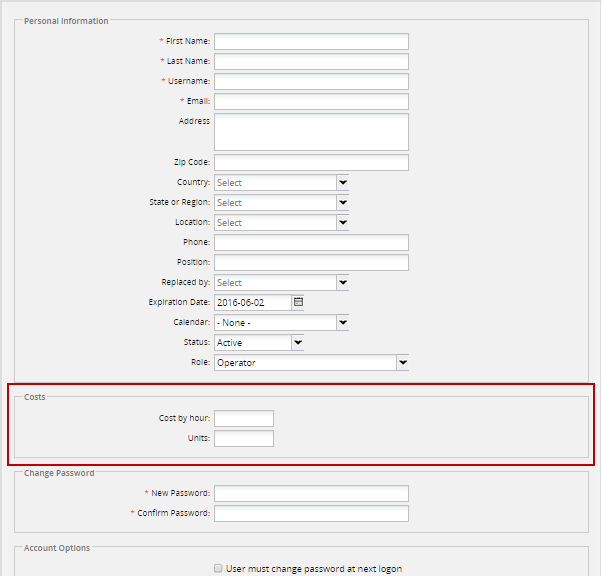 Personal Information
* First Name:
* Last Name:
* Username:
* Email:
Address
Zip Code:
Country: Select
State or Region: Select
Location: Select
Phone:
Position:
Replaced by: Select
Expiration Date: 2016-06-02
Calendar: - None -
Status: Active
Role: Operator
Costs
Cost by hour:
Units:
Change Password
* New Password:
* Confirm Password:
Account Options
User must change password at next logon